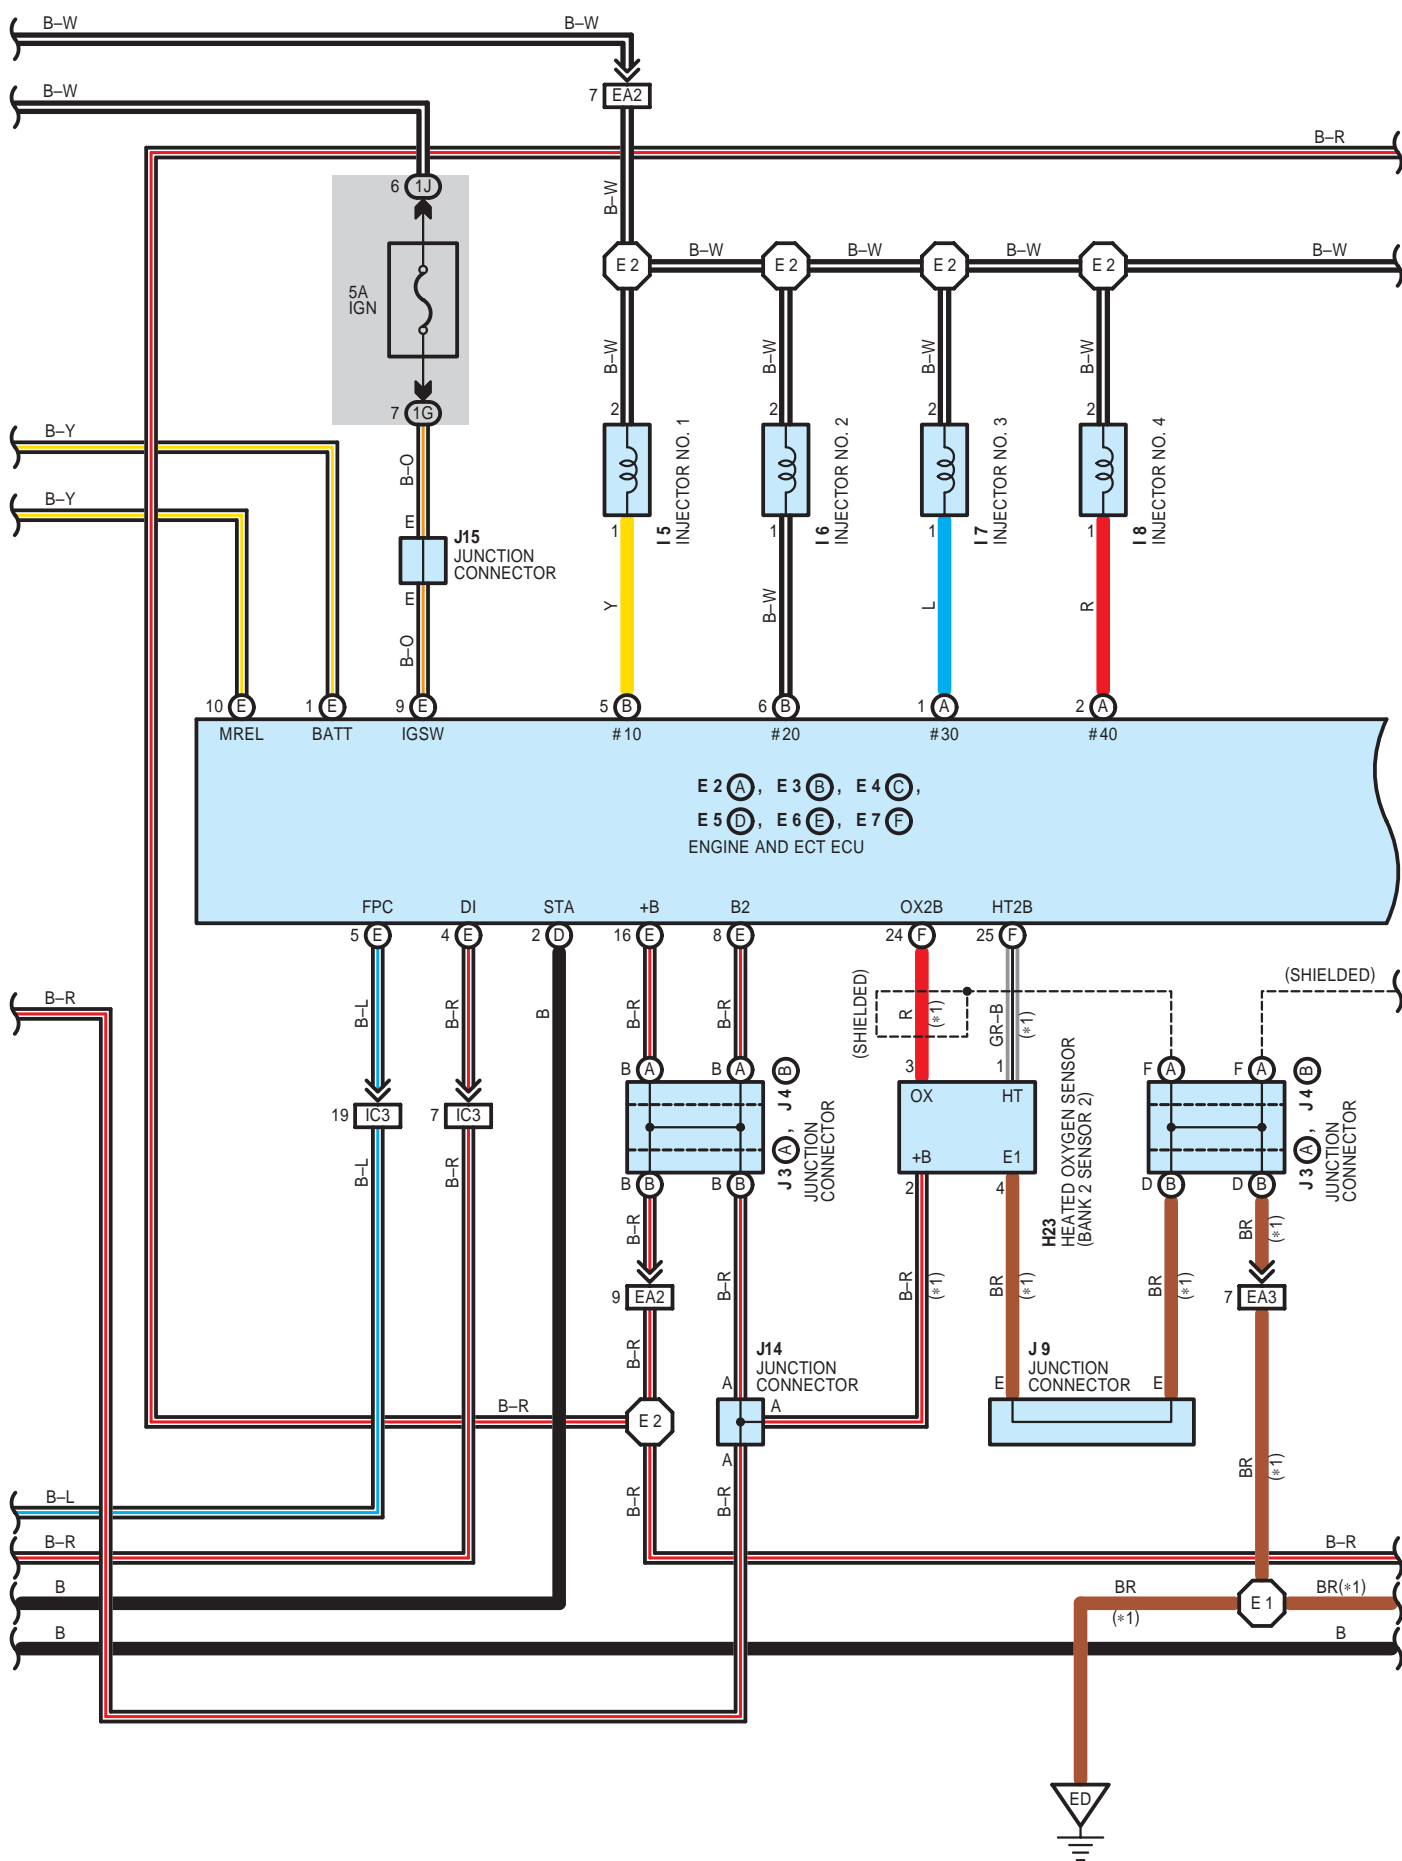 B–W B–W
7 EA2
B–W
B–R
6 1J
B–W
E 2 B–W E 2 B–W E 2 B–W E 2 B–W
5A
IGN
B–W B–W B–W B–W
7 1G
2 2 2 2
B–Y
B–O
I 5
INJECTOR NO. 1
I 6
INJECTOR NO. 2
I 7
INJECTOR NO. 3
I 8
INJECTOR NO. 4
B–Y
E
1 1 1 1
J15
JUNCTION
CONNECTOR
E
Y B–W L R
B–O
10 E 1 E 9 E 5 B 6 B 1 A 2 A
MREL BATT IGSW #10 #20 #30 #40
E 2 A , E 3 B , E 4 C ,
E 5 D , E 6 E , E 7 F
ENGINE AND ECT ECU
FPC DI STA +B B2 OX2B HT2B
5 E 4 E 2 D 16 E 8 E 24 F 25 F
(SHIELDED)
B–R
B–L B–R B B–R B–R
(SHIELDED)
R
(*1)
GR–B
(*1)
B A B A 3 1 F A F A
19 IC3 7 IC3
J 3 A , J 4 B
JUNCTION
CONNECTOR
OX HT
+B E1
H23
HEATED OXYGEN SENSOR
(BANK 2 SENSOR 2)
J 3 A , J 4 B
JUNCTION
CONNECTOR
B–L B–R
B B B B 2 4 D B D B
B–R
BR
(*1)
9 EA2
B–R
B–R
(*1)
BR
(*1)
BR
(*1)
7 EA3
B–R
J14
JUNCTION
CONNECTOR
J 9
JUNCTION
CONNECTOR
A
E E
B–R
E 2
A
A
B–R B–R
BR
(*1)
B–L
B–R
B–R
B
BR
(*1)
E 1
BR(*1)
B
B
ED